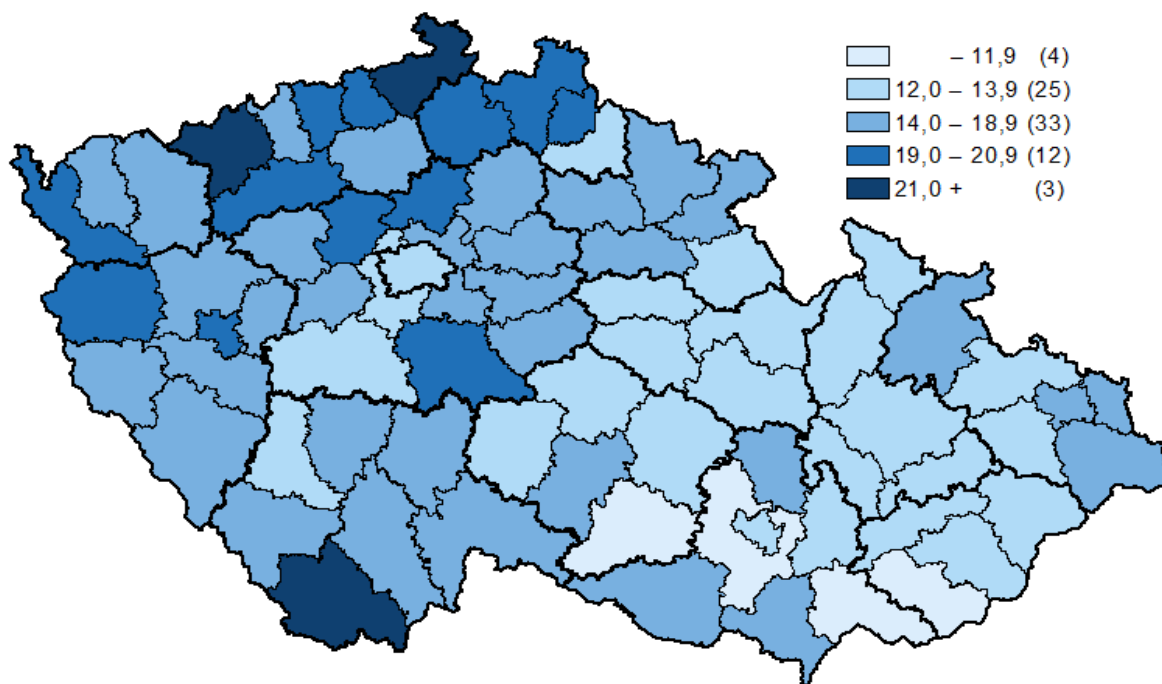 – 11,9 (4)
12,0 – 13,9 (25)
14,0 – 18,9 (33)
19,0 – 20,9 (12)
21,0 + (3)